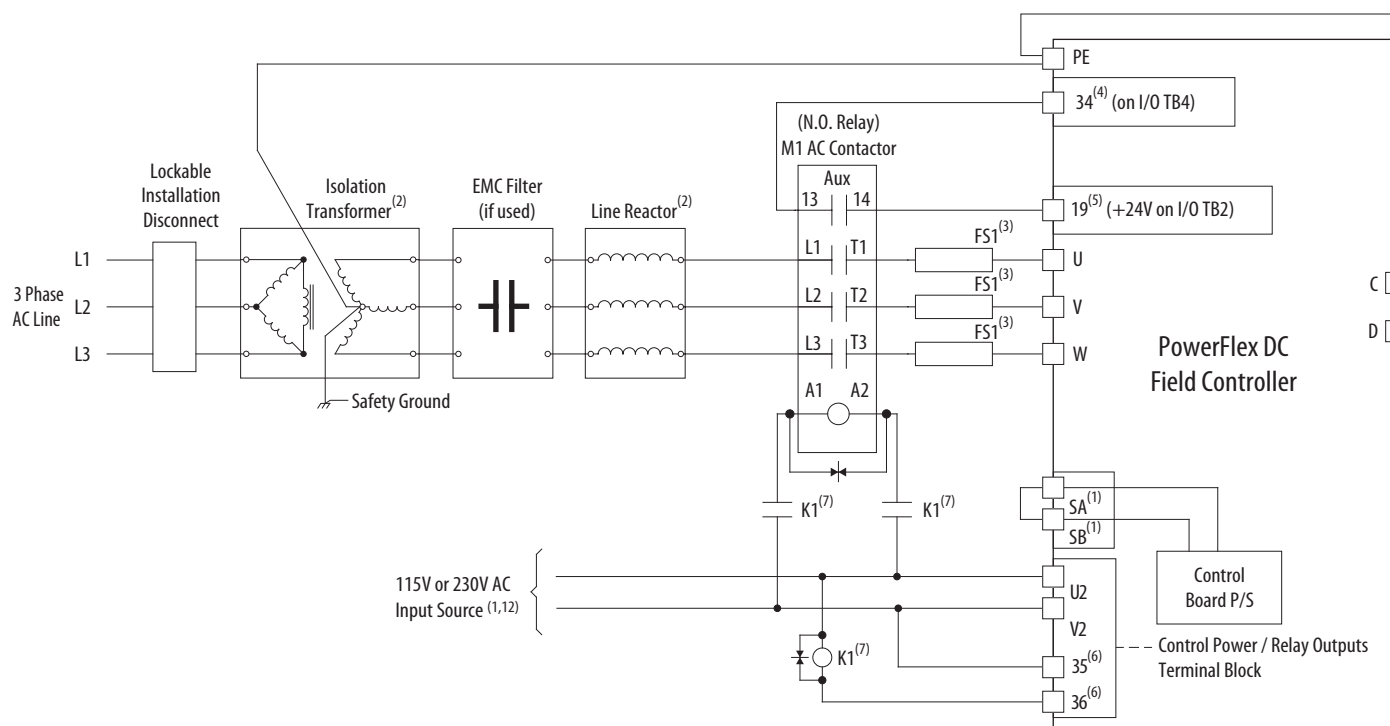 PE
34(4) (on I/O TB4)
(N.O. Relay)
M1 AC Contactor
Lockable
Installation
Disconnect
Isolation
Transformer(2)
EMC Filter
(if used)
Line Reactor(2)
Aux
13 14
19(5) (+24V on I/O TB2)
3 Phase
AC Line
L1
L2
L3
L1 T1
L2 T2
L3 T3
FS1(3)
FS1(3)
FS1(3)
U
V
W
C
D
PowerFlex DC
Field Controller
A1 A2
Safety Ground
K1(7)
K1(7)
SA(1)
SB(1)
Control
Board P/S
115V or 230V AC
Input Source (1,12)
U2
V2
K1(7)
35(6)
36(6)
Control Power / Relay Outputs
Terminal Block